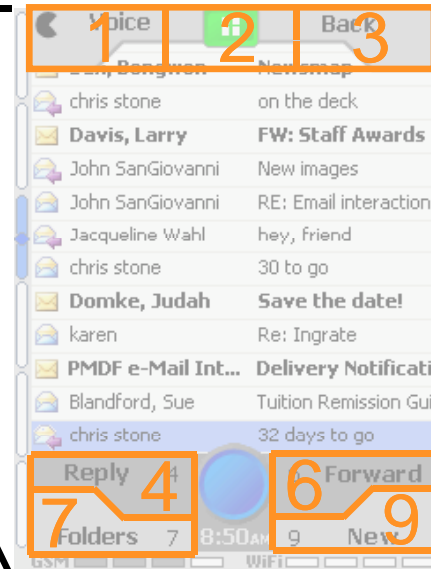 Voice 1 2 Back 3
Bongwon Newsmap
chris stone on the deck
Davis, Larry FW: Staff Awards
John SanGiovanni New images
John SanGiovanni RE: Email interaction
Jacqueline Wahl hey, friend
chris stone 30 to go
Domke, Judah Save the date!
karen Re: Ingrate
PMDF e-Mail Int... Delivery Notificati
Blandford, Sue Tuition Remission Gui
chris stone 32 days to go
Reply 4 4 6 Forward
7 9
Folders 7 8:50AM 9 New
GSM WiFi